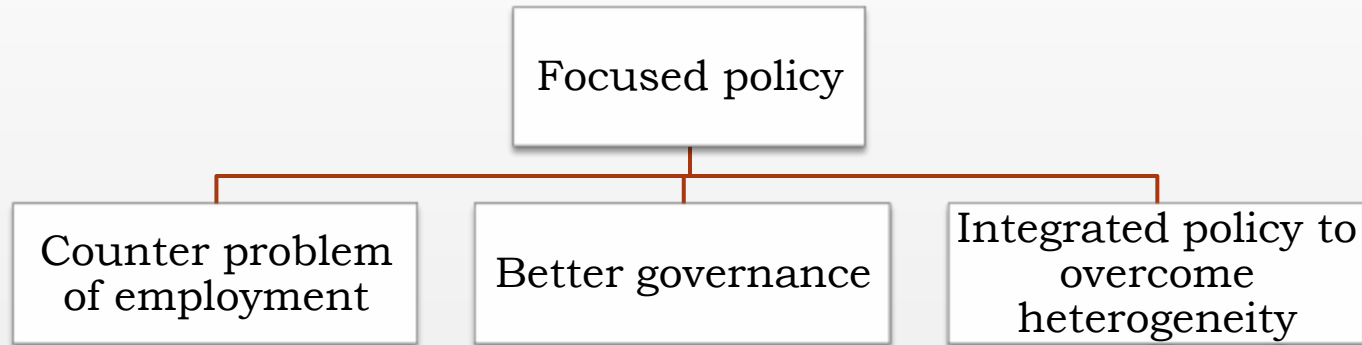 Focused policy
Counter problem
of employment
Better governance
Integrated policy to
overcome
heterogeneity